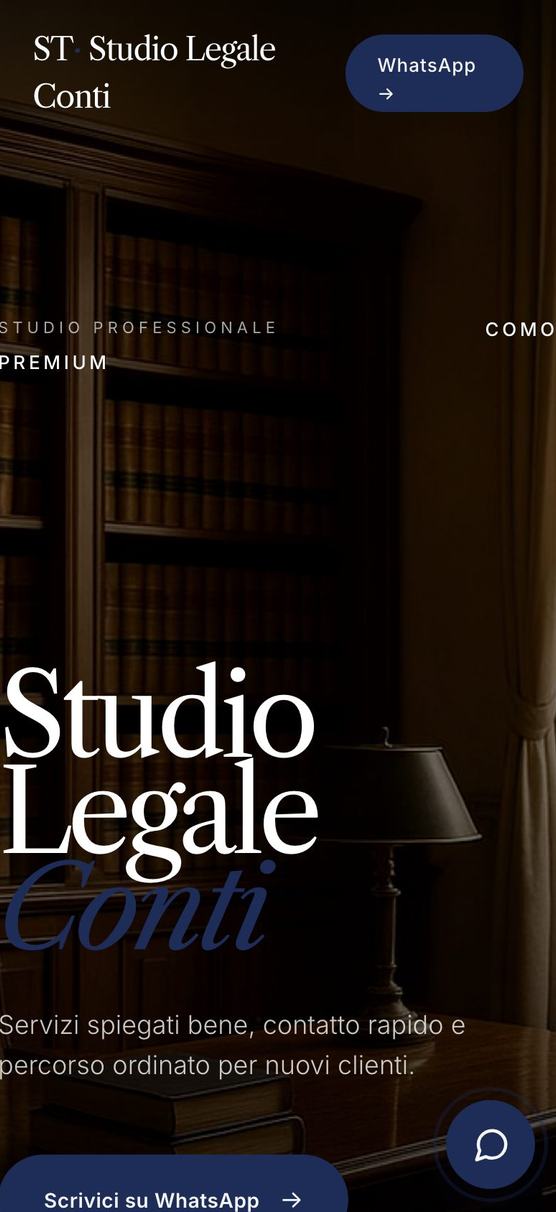 ST· Studio Legale
Conti
WhatsApp
→
STUDIO PROFESSIONALE
PREMIUM
COMO
Studio
Legale
Conti
Servizi spiegati bene, contatto rapido e
percorso ordinato per nuovi clienti.
Scrivici su WhatsApp →